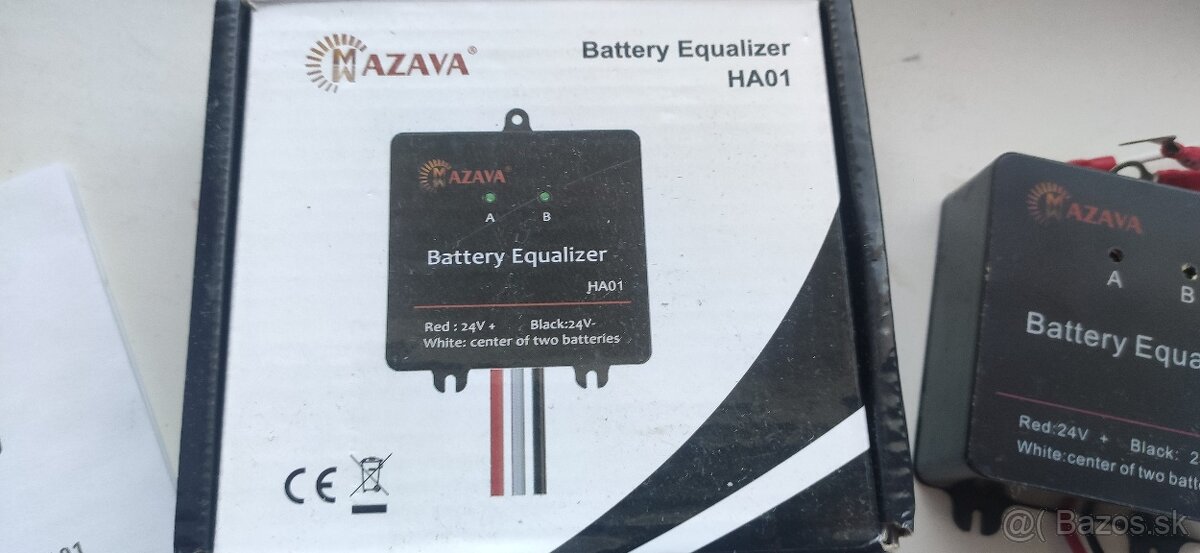 MAZAVA®
Battery Equalizer
HA01
MAZAVA®
A B
Battery Equalizer
HA01
Red : 24V + Black:24V-
White: center of two batteries
CE
MAZAVA
A
B
Battery Equa
Red:24V + Black: 2
White:center of two batte
01
@( Bazos.sk